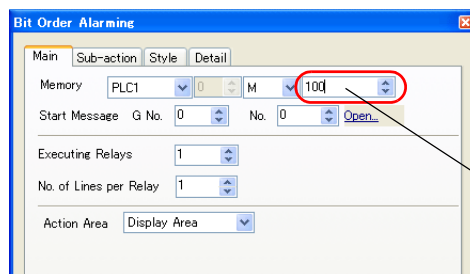 Bit Order Alarming
Main Sub-action Style Detail
Memory PLC1 0 M 100
Start Message G No. 0 No. 0 Open...
Executing Relays 1
No. of Lines per Relay 1
Action Area Display Area